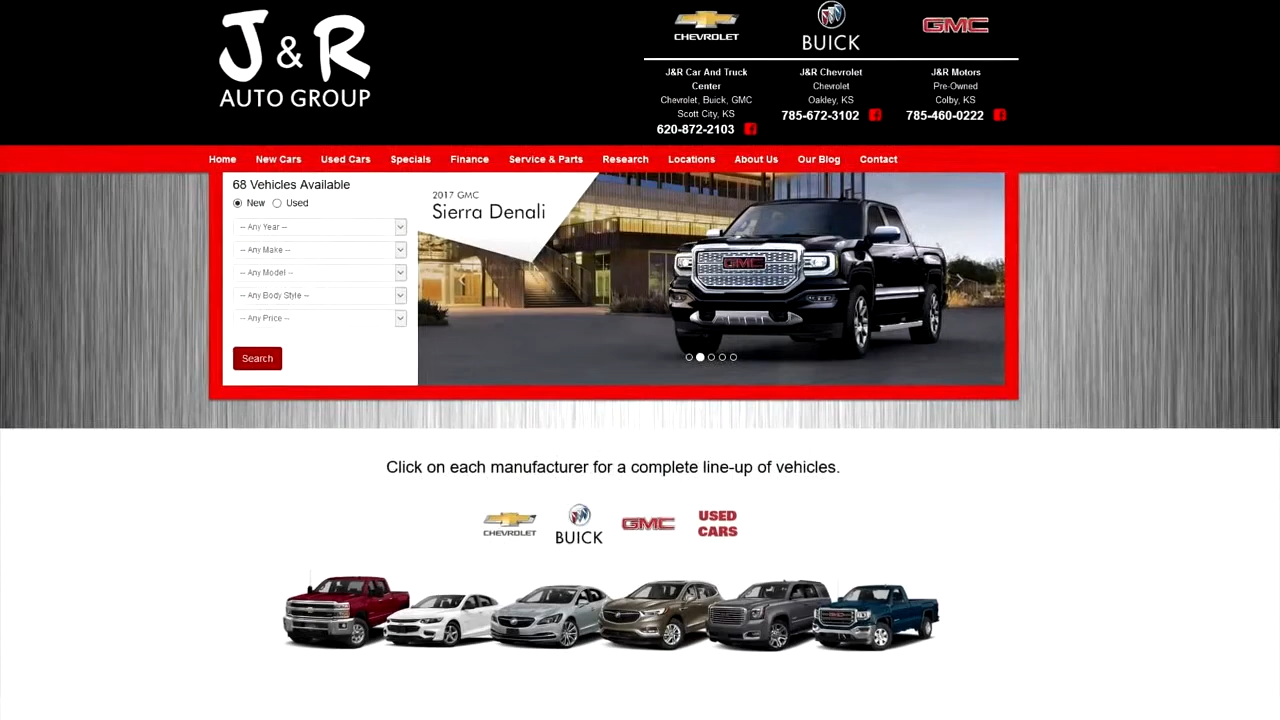 J & R
AUTO GROUP
CHEVROLET
BUICK
GMC
J&R Car And Truck
Center
Chevrolet, Buick, GMC
Scott City, KS
620-872-2103
J&R Chevrolet
Chevrolet
Oakley, KS
785-672-3102
J&R Motors
Pre-Owned
Colby, KS
785-460-0222
Home New Cars Used Cars Specials Finance Service & Parts Research Locations About Us Our Blog Contact
68 Vehicles Available
New Used
-- Any Year --
-- Any Make --
-- Any Model --
-- Any Body Style --
-- Any Price --
Search
2017 GMC
Sierra Denali
GMC
Click on each manufacturer for a complete line-up of vehicles.
CHEVROLET
BUICK
GMC
USED
CARS